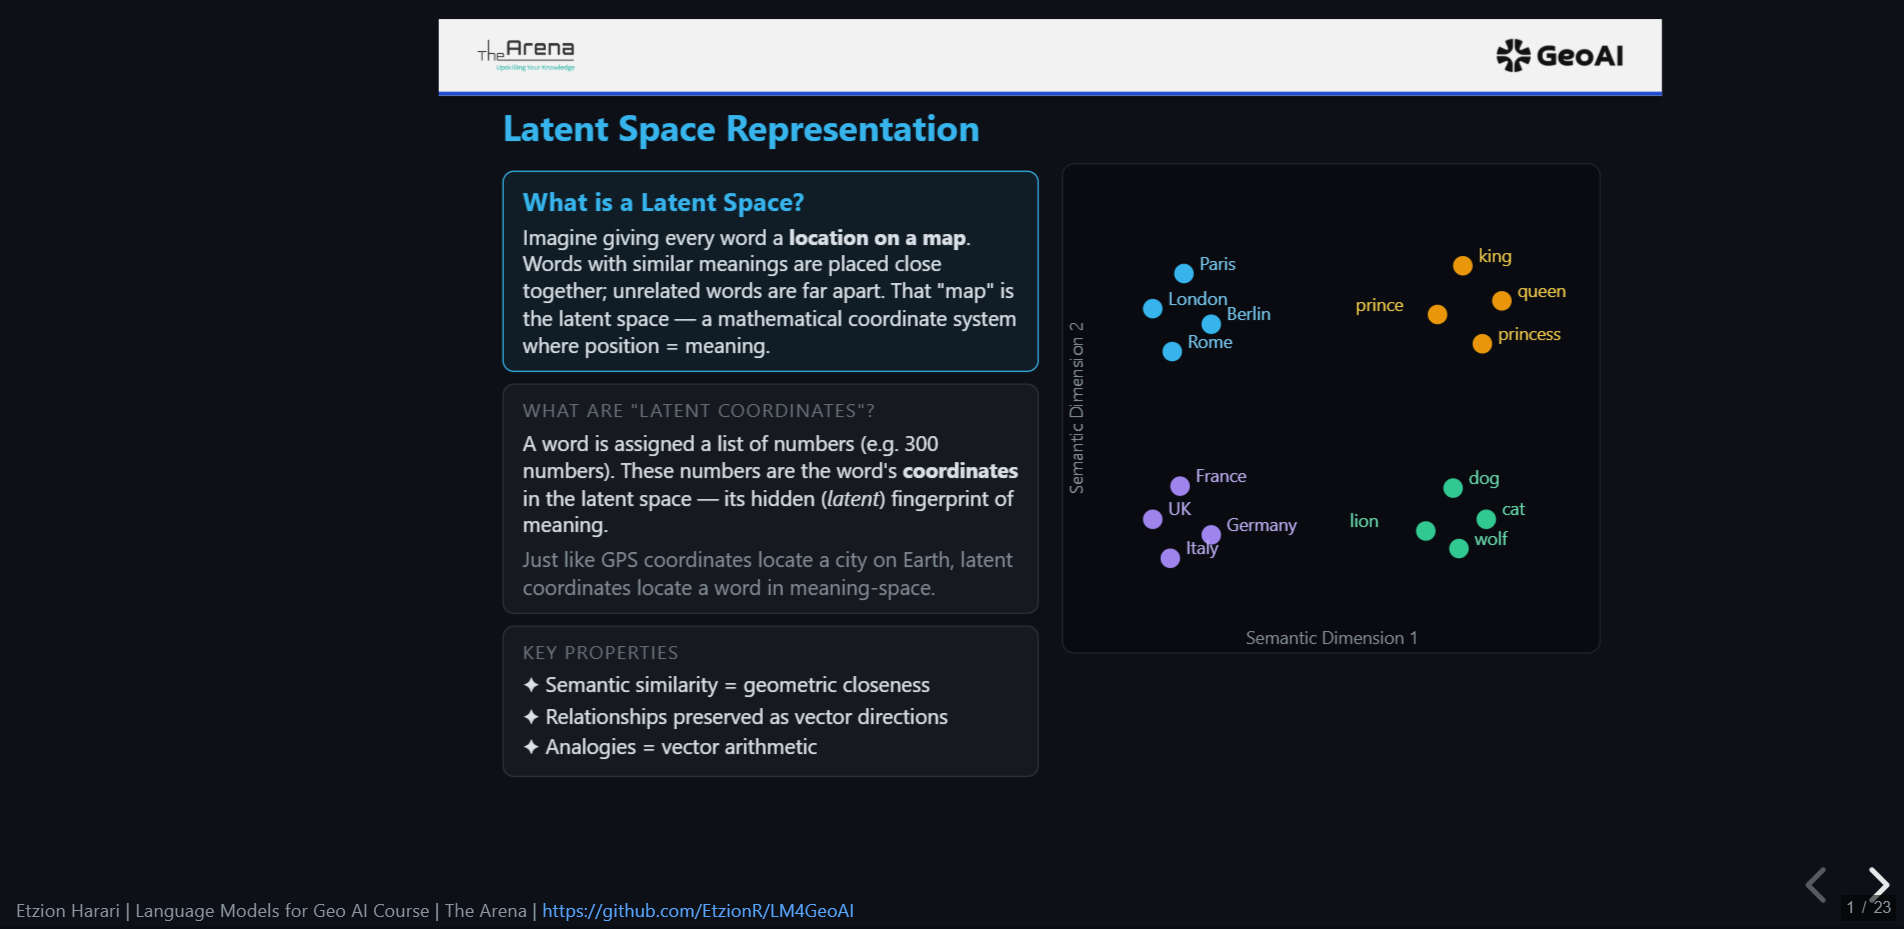 The Arena
Upskilling Your Knowledge
GeoAI
Latent Space Representation
What is a Latent Space?
Imagine giving every word a location on a map.
Words with similar meanings are placed close
together; unrelated words are far apart. That "map" is
the latent space — a mathematical coordinate system
where position = meaning.
WHAT ARE "LATENT COORDINATES"?
A word is assigned a list of numbers (e.g. 300
numbers). These numbers are the word's coordinates
in the latent space — its hidden (latent) fingerprint of
meaning.
Just like GPS coordinates locate a city on Earth, latent
coordinates locate a word in meaning-space.
KEY PROPERTIES
✦ Semantic similarity = geometric closeness
✦ Relationships preserved as vector directions
✦ Analogies = vector arithmetic
Semantic Dimension 2
Paris
London
Berlin
Rome
king
queen
prince
princess
France
UK
Germany
Italy
dog
cat
lion
wolf
Semantic Dimension 1
Etzion Harari | Language Models for Geo AI Course | The Arena | https://github.com/EtzionR/LM4GeoAI
1 / 23